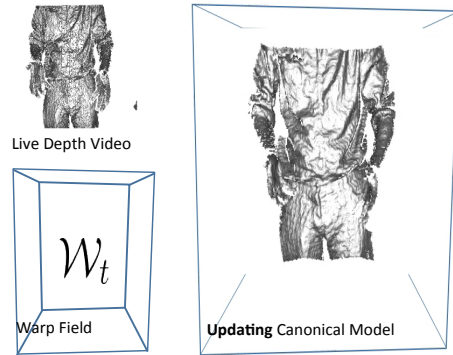 Live Depth Video
𝒲ₜ
Warp Field
Updating Canonical Model